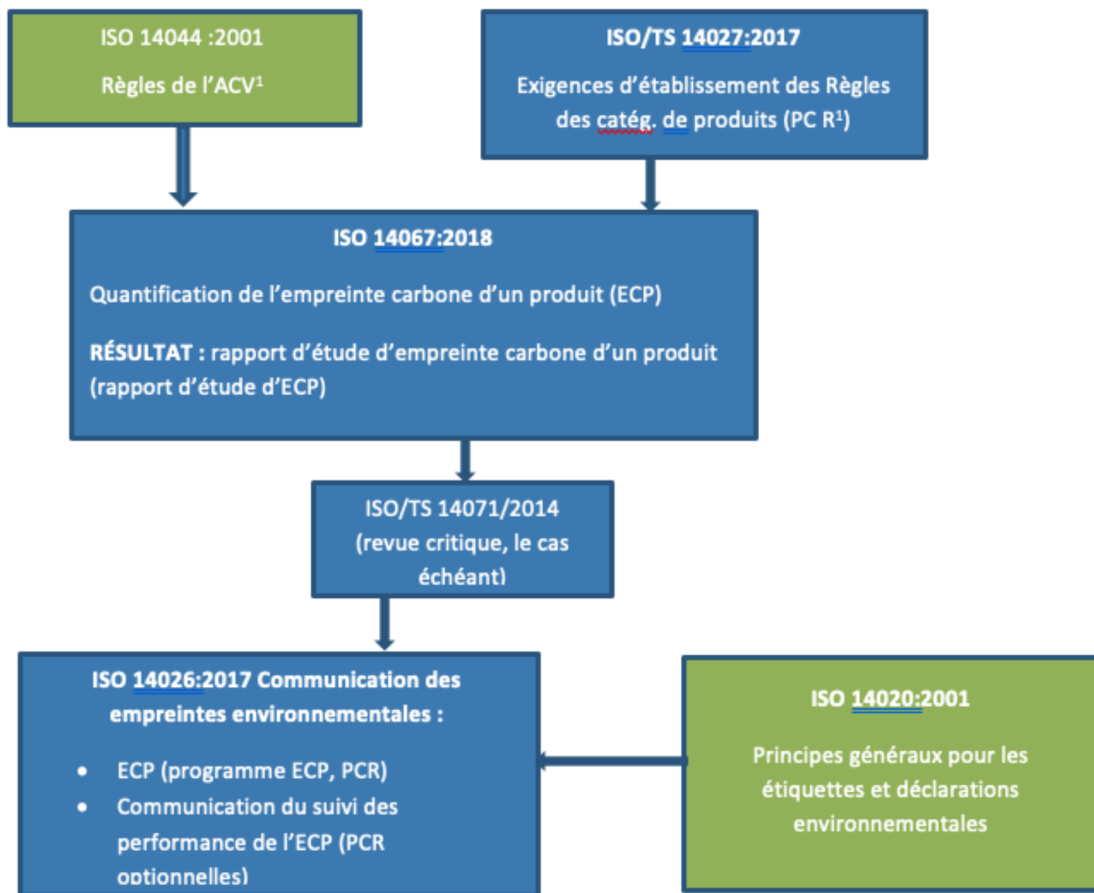 ISO 14044 :2001
Règles de l’ACV¹
ISO/TS 14027:2017
Exigences d’établissement des Règles
des catég. de produits (PC R¹)
ISO 14067:2018
Quantification de l’empreinte carbone d’un produit (ECP)
RÉSULTAT : rapport d’étude d’empreinte carbone d’un produit
(rapport d’étude d’ECP)
ISO/TS 14071/2014
(revue critique, le cas
échéant)
ISO 14026:2017 Communication des
empreintes environnementales :
• ECP (programme ECP, PCR)
• Communication du suivi des
performance de l’ECP (PCR
optionnelles)
ISO 14020:2001
Principes généraux pour les
étiquettes et déclarations
environnementales